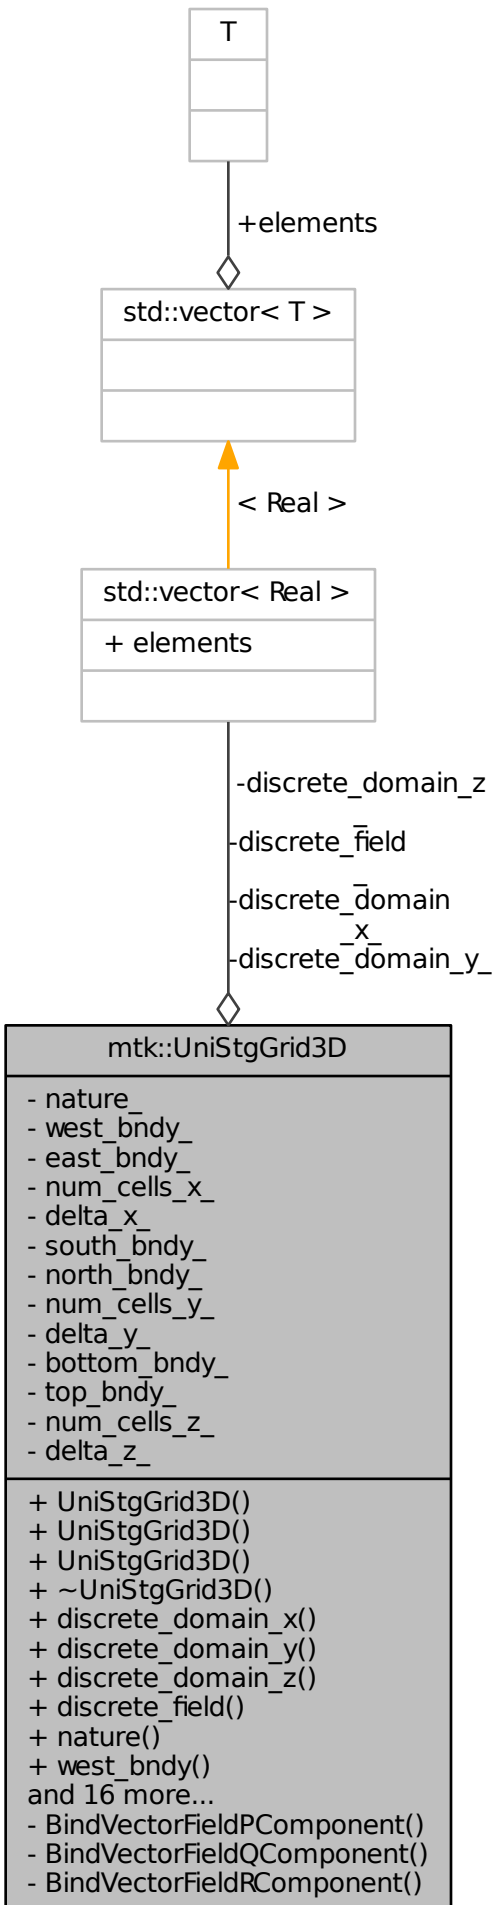 T
+elements
std::vector< T >
< Real >
std::vector< Real >
+ elements
-discrete_domain_z
_
-discrete_field
_
-discrete_domain
_x_
-discrete_domain_y_
mtk::UniStgGrid3D
- nature_
- west_bndy_
- east_bndy_
- num_cells_x_
- delta_x_
- south_bndy_
- north_bndy_
- num_cells_y_
- delta_y_
- bottom_bndy_
- top_bndy_
- num_cells_z_
- delta_z_
+ UniStgGrid3D()
+ UniStgGrid3D()
+ UniStgGrid3D()
+ ~UniStgGrid3D()
+ discrete_domain_x()
+ discrete_domain_y()
+ discrete_domain_z()
+ discrete_field()
+ nature()
+ west_bndy()
and 16 more...
- BindVectorFieldPComponent()
- BindVectorFieldQComponent()
- BindVectorFieldRComponent()